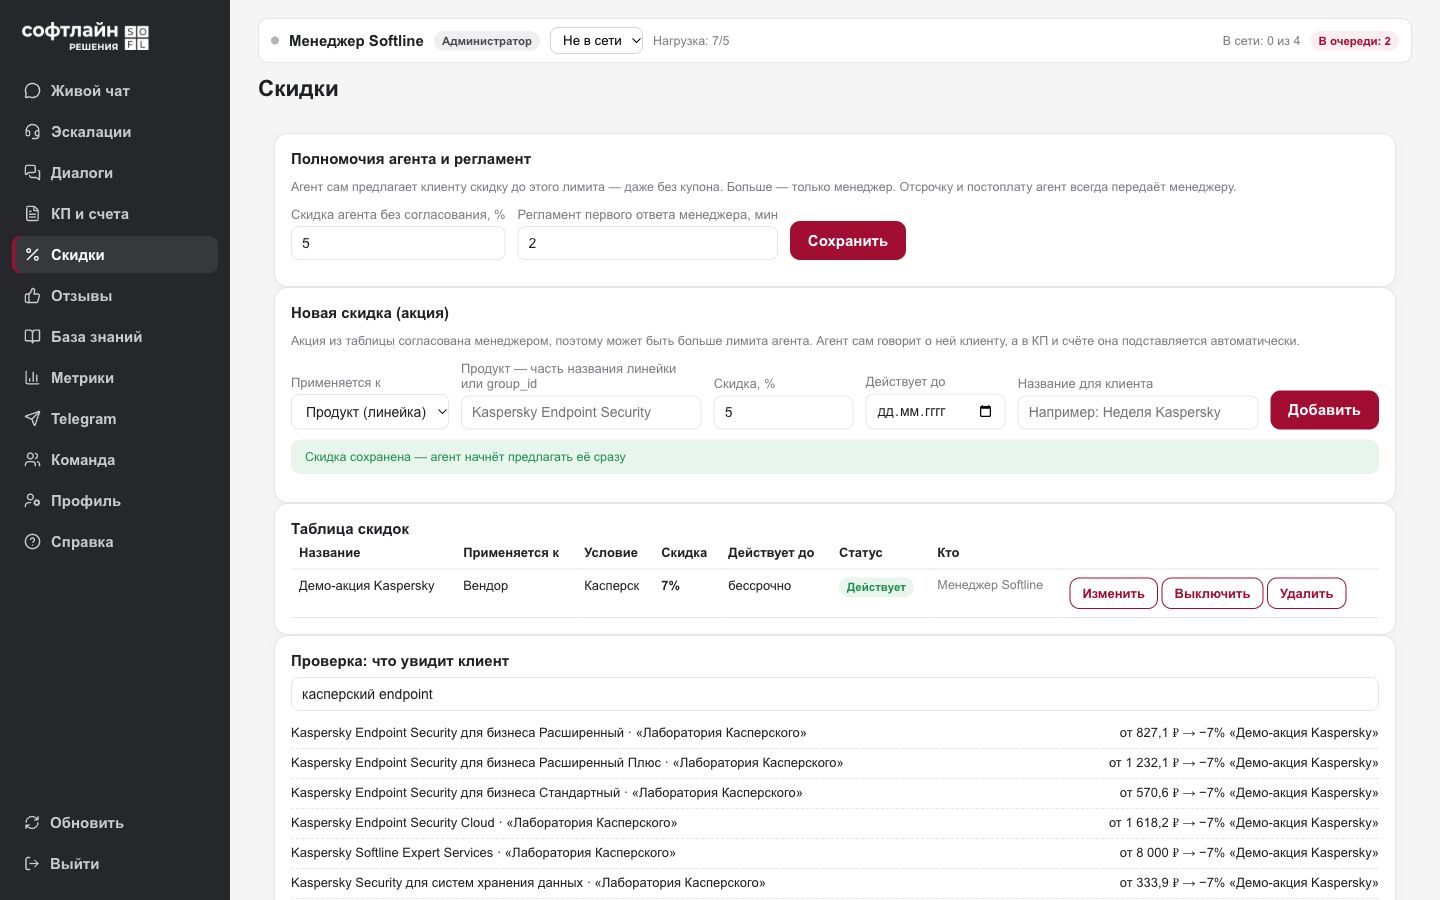 софтлайн
РЕШЕНИЯ
SO
FL
Живой чат
Эскалации
Диалоги
КП и счета
Скидки
Отзывы
База знаний
Метрики
Telegram
Команда
Профиль
Справка
Обновить
Выйти
Менеджер Softline Администратор Не в сети Нагрузка: 7/5 В сети: 0 из 4 В очереди: 2
Скидки
Полномочия агента и регламент
Агент сам предлагает клиенту скидку до этого лимита — даже без купона. Больше — только менеджер. Отсрочку и постоплату агент всегда передаёт менеджеру.
Скидка агента без согласования, % Регламент первого ответа менеджера, мин
5 2 Сохранить
Новая скидка (акция)
Акция из таблицы согласована менеджером, поэтому может быть больше лимита агента. Агент сам говорит о ней клиенту, а в КП и счёте она подставляется автоматически.
Продукт — часть названия линейки
Применяется к или group_id Скидка, % Действует до Название для клиента
Продукт (линейка) Kaspersky Endpoint Security 5 дд.мм.гггг Например: Неделя Kaspersky Добавить
Скидка сохранена — агент начнёт предлагать её сразу
Таблица скидок
Название Применяется к Условие Скидка Действует до Статус Кто
Демо-акция Kaspersky Вендор Касперск 7% бессрочно Действует Менеджер Softline Изменить Выключить Удалить
Проверка: что увидит клиент
касперский endpoint
Kaspersky Endpoint Security для бизнеса Расширенный · «Лаборатория Касперского» от 827,1 ₽ → −7% «Демо-акция Kaspersky»
Kaspersky Endpoint Security для бизнеса Расширенный Плюс · «Лаборатория Касперского» от 1 232,1 ₽ → −7% «Демо-акция Kaspersky»
Kaspersky Endpoint Security для бизнеса Стандартный · «Лаборатория Касперского» от 570,6 ₽ → −7% «Демо-акция Kaspersky»
Kaspersky Endpoint Security Cloud · «Лаборатория Касперского» от 1 618,2 ₽ → −7% «Демо-акция Kaspersky»
Kaspersky Softline Expert Services · «Лаборатория Касперского» от 8 000 ₽ → −7% «Демо-акция Kaspersky»
Kaspersky Security для систем хранения данных · «Лаборатория Касперского» от 333,9 ₽ → −7% «Демо-акция Kaspersky»